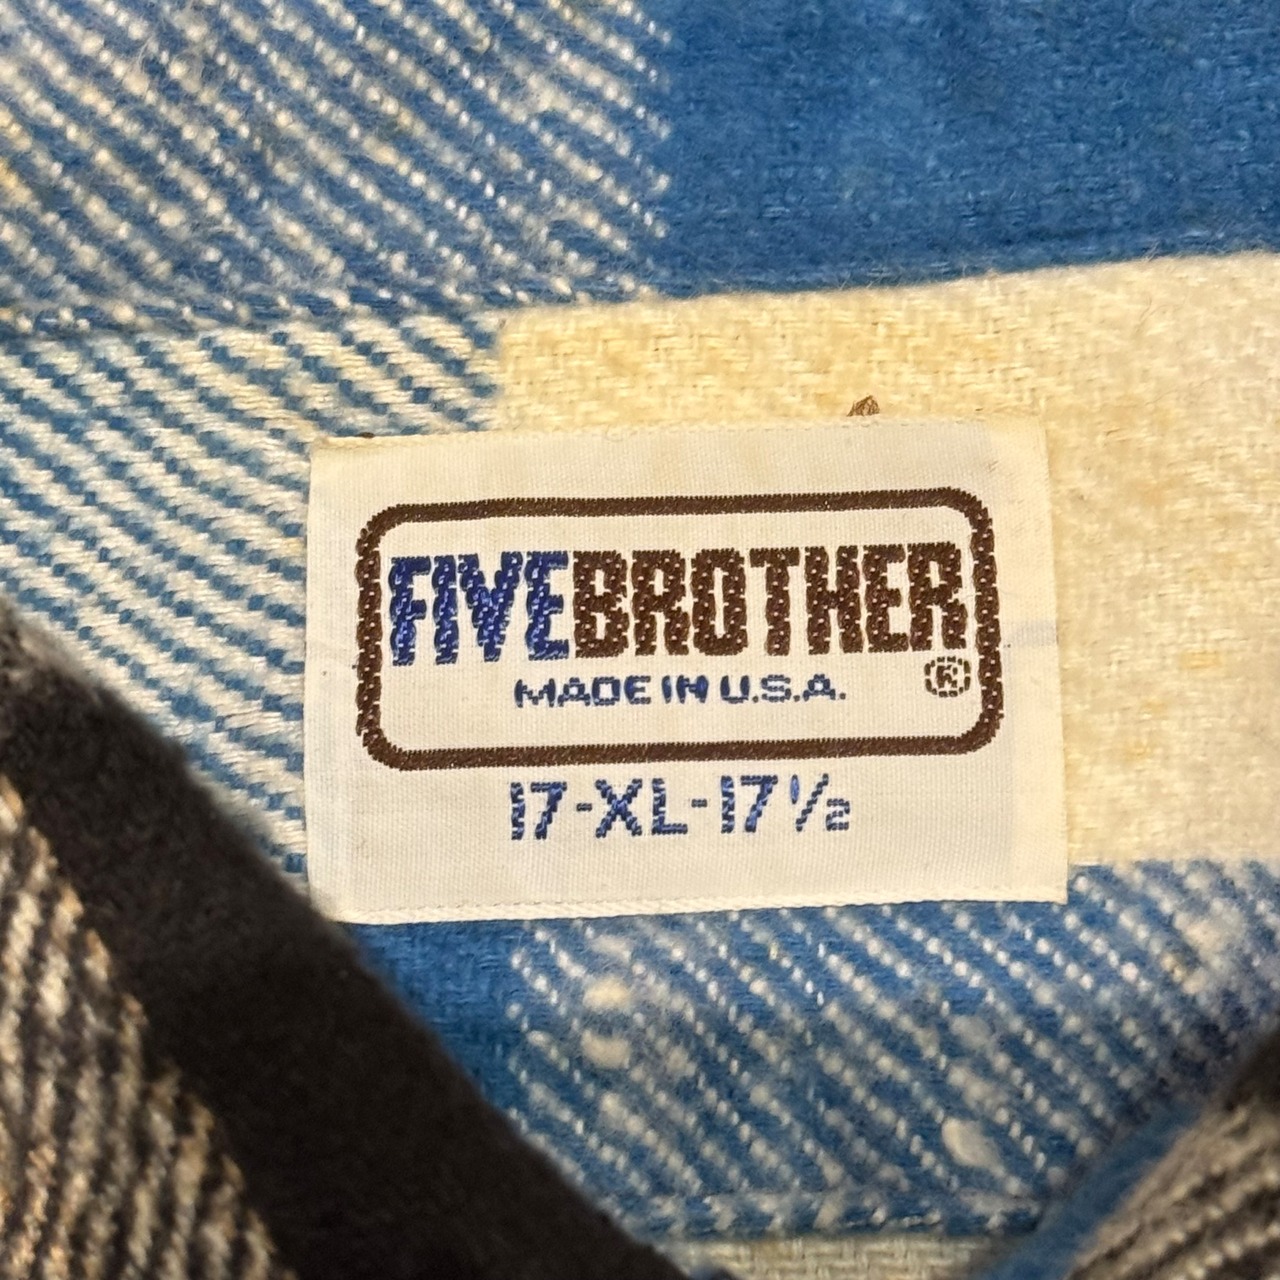 FIVEBROTHER
®
MADE IN U.S.A.
17-XL-17½